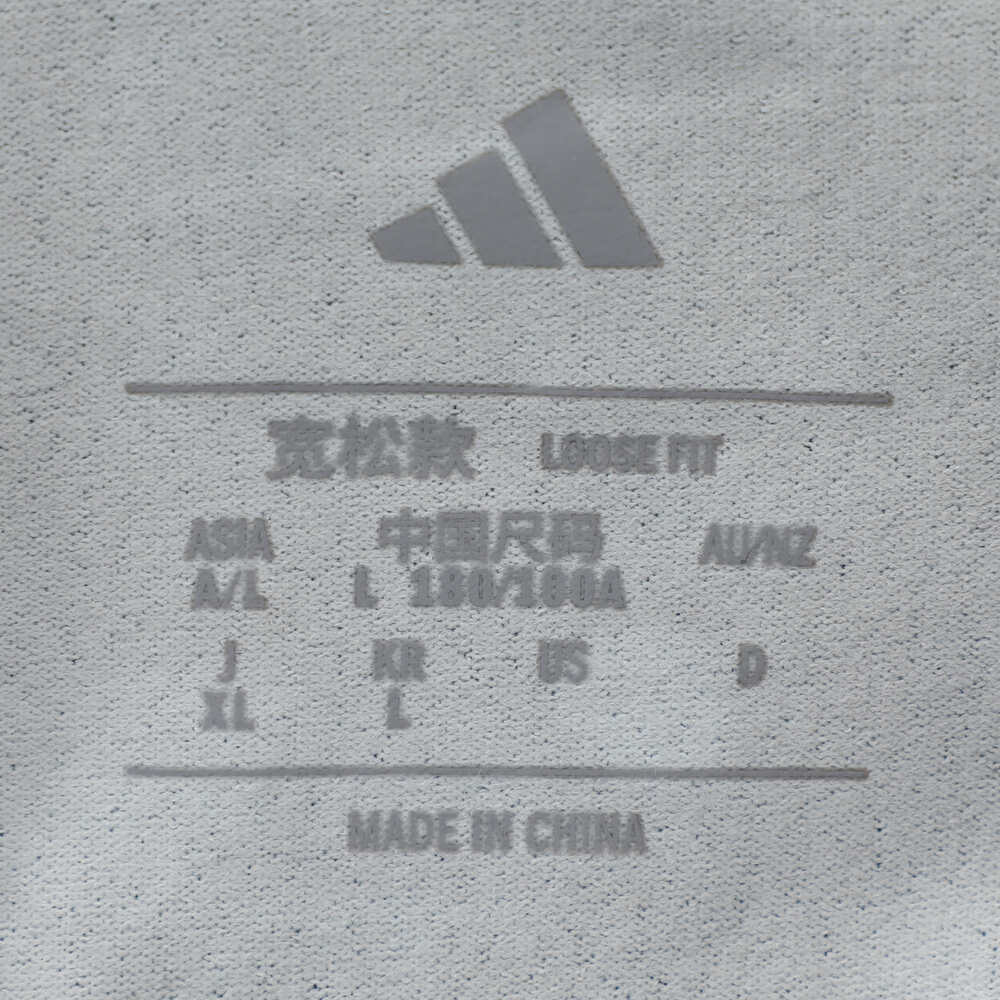 宽松款 LOOSE FIT
ASIA 中国尺码 AU/NZ
A/L L 180/100A
J KR US D
XL L
MADE IN CHINA